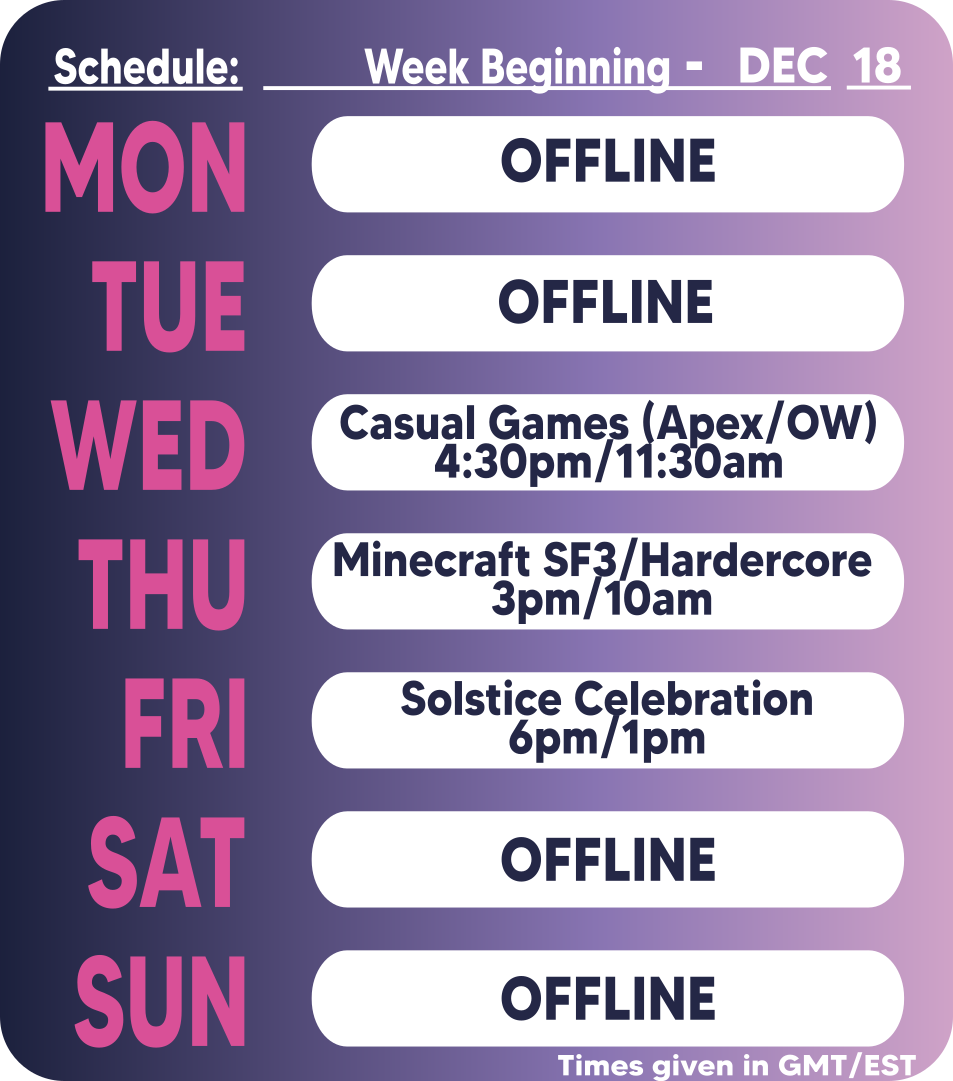 Schedule: Week Beginning - DEC 18
MON OFFLINE
TUE OFFLINE
WED Casual Games (Apex/OW)
4:30pm/11:30am
THU Minecraft SF3/Hardercore
3pm/10am
FRI Solstice Celebration
6pm/1pm
SAT OFFLINE
SUN OFFLINE
Times given in GMT/EST